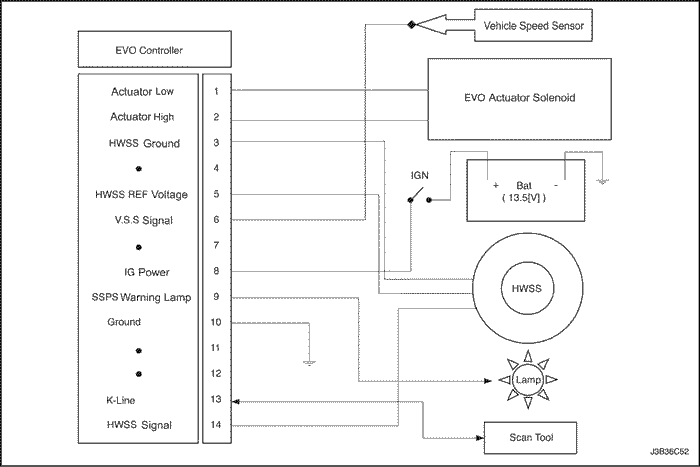 Vehicle Speed Sensor
EVO Controller
Actuator Low 1
Actuator High 2
EVO Actuator Solenoid
HWSS Ground 3
4
HWSS REF Voltage 5
V.S.S Signal 6
7
IG Power 8
SSPS Warning Lamp 9
Ground 10
11
12
K-Line 13
HWSS Signal 14
IGN
+ Bat -
( 13.5[V] )
HWSS
Lamp
Scan Tool
J3B36C52